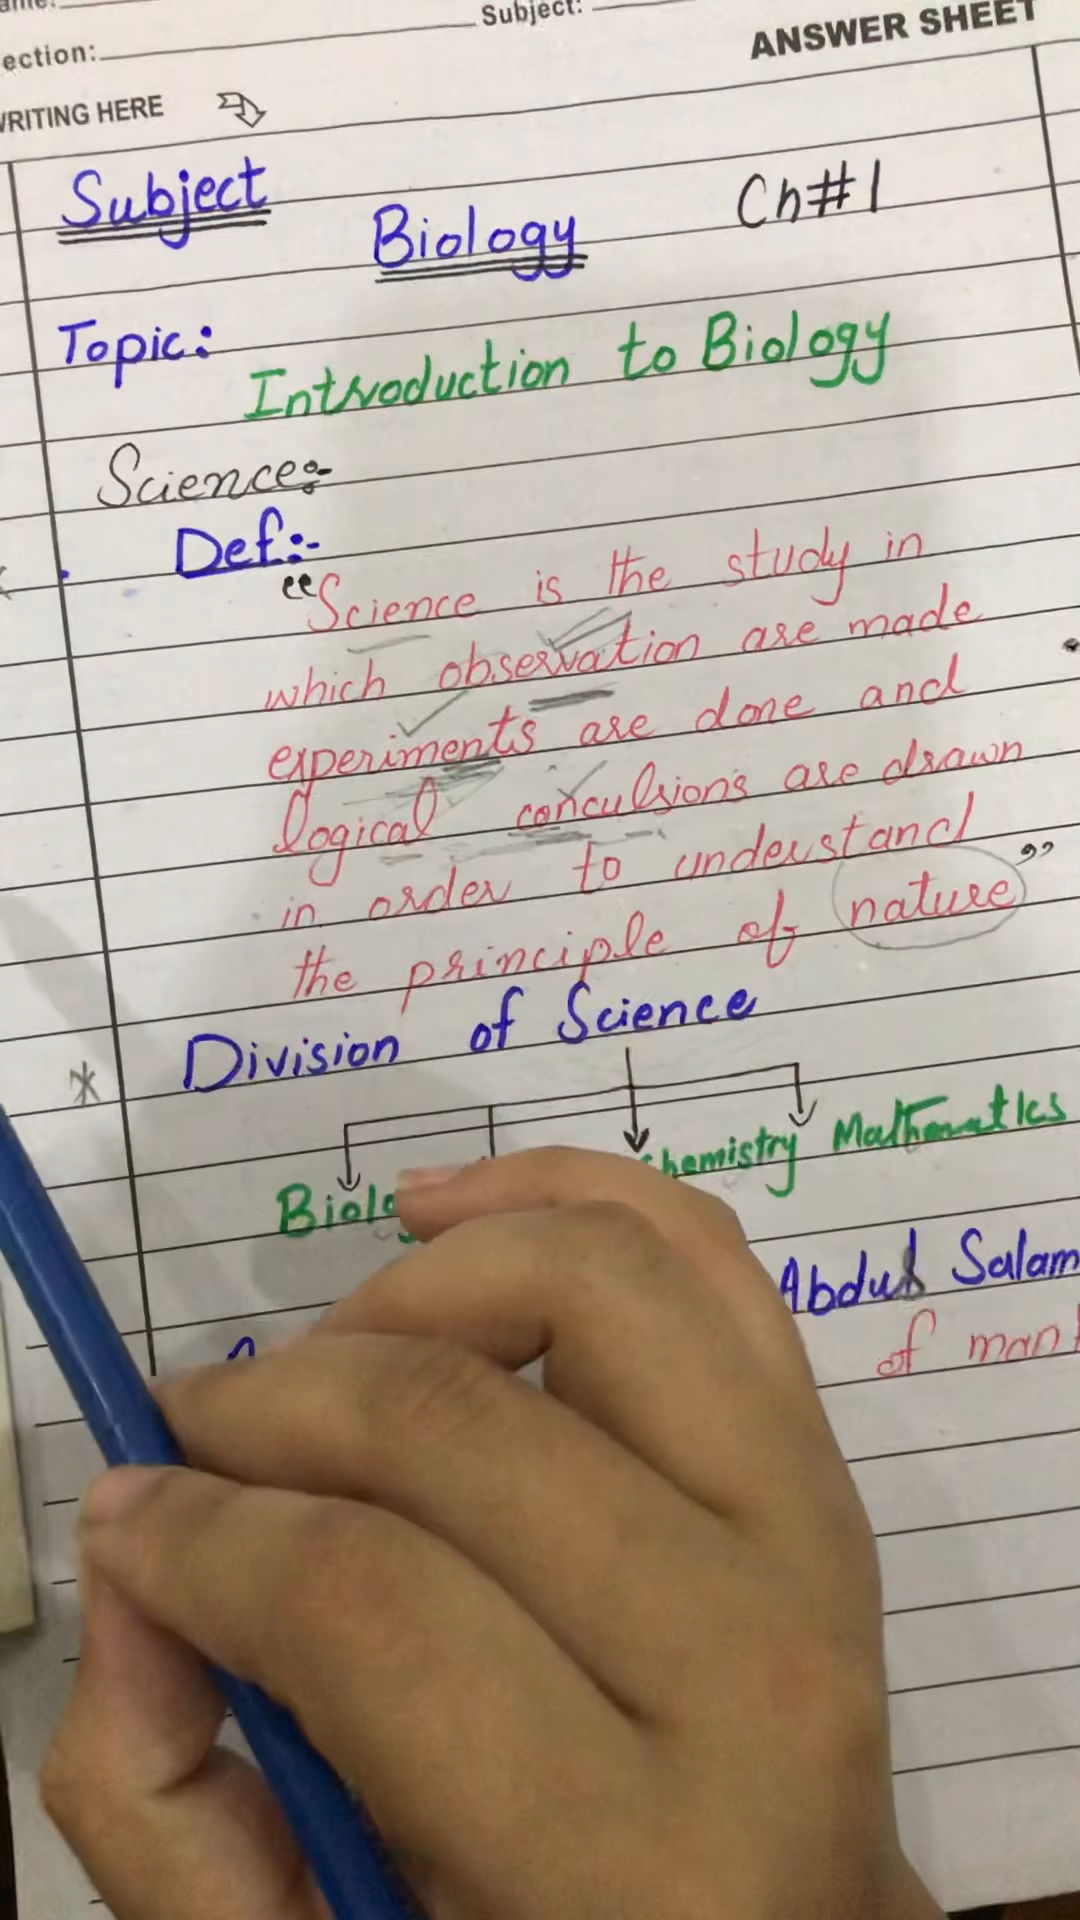 Subject:
ection:
ANSWER SHEET
WRITING HERE
Subject
Biology
Ch#1
Topic:
Introduction to Biology
Science:-
Def:-
"Science is the study in
which observation are made
experiments are done and
logical conculsions are drawn
in order to understand
the principle of nature"
Division of Science
Mathematics
Abdul Salam
of